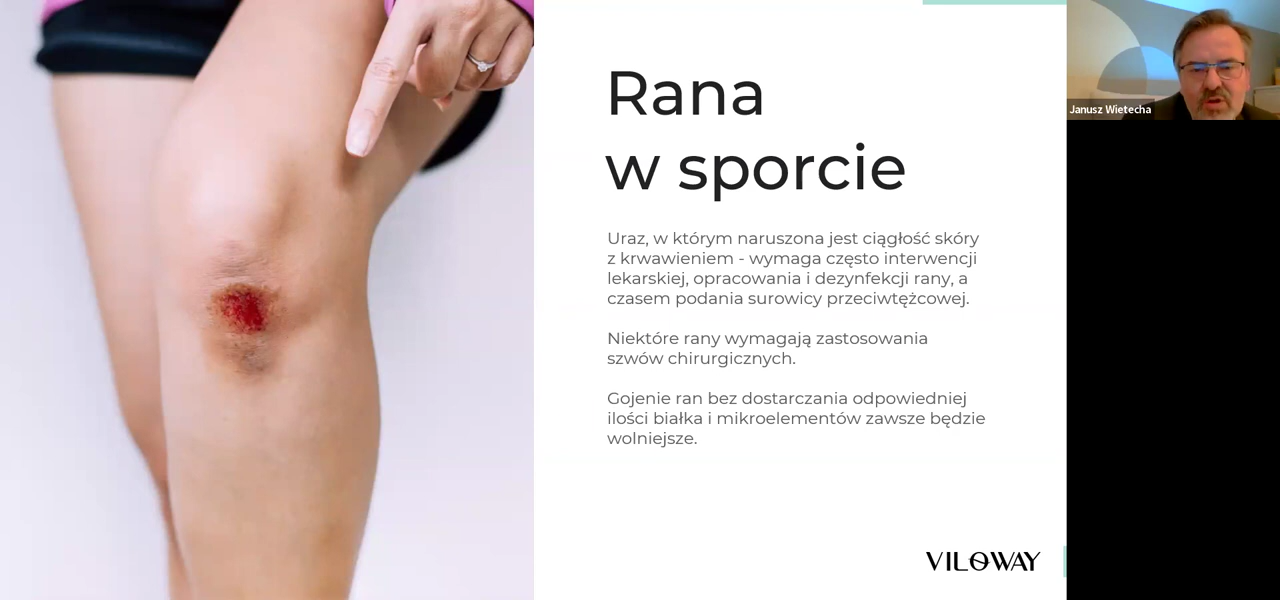 Rana
w sporcie
Uraz, w którym naruszona jest ciągłość skóry
z krwawieniem - wymaga często interwencji
lekarskiej, opracowania i dezynfekcji rany, a
czasem podania surowicy przeciwtężcowej.
Niektóre rany wymagają zastosowania
szwów chirurgicznych.
Gojenie ran bez dostarczania odpowiedniej
ilości białka i mikroelementów zawsze będzie
wolniejsze.
VILOWAY
Janusz Wietecha